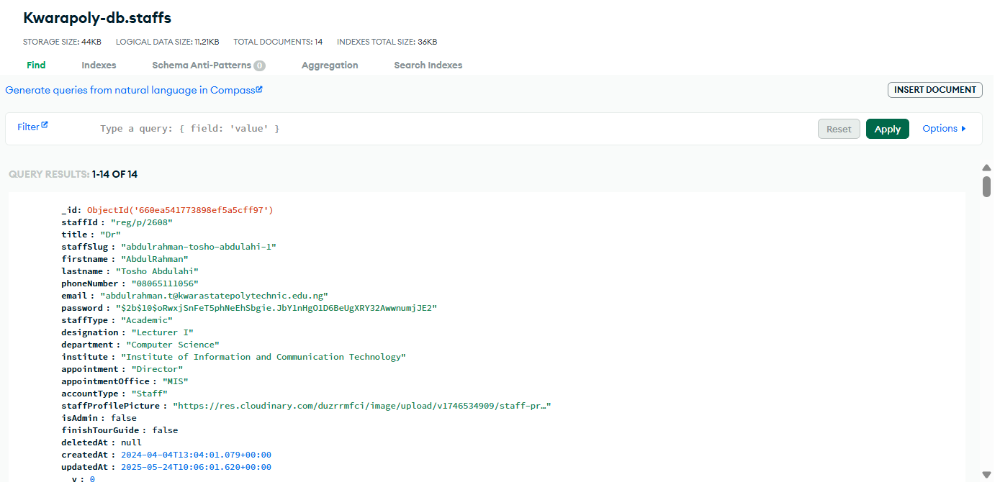 Kwarapoly-db.staffs
STORAGE SIZE: 44KB LOGICAL DATA SIZE: 11.21KB TOTAL DOCUMENTS: 14 INDEXES TOTAL SIZE: 36KB
Find Indexes Schema Anti-Patterns 0 Aggregation Search Indexes
Generate queries from natural language in Compass
INSERT DOCUMENT
Filter Type a query: { field: 'value' } Reset Apply Options
QUERY RESULTS: 1-14 OF 14
_id: ObjectId('660ea541773898ef5a5cff97')
staffId : "reg/p/2608"
title : "Dr"
staffSlug : "abdulrahman-tosho-abdulahi-1"
firstname : "AbdulRahman"
lastname : "Tosho Abdulahi"
phoneNumber : "08065111056"
email : "abdulrahman.t@kwarastatepolytechnic.edu.ng"
password : "$2b$10$oRwxjSnFeT5phNeEhSbgie.JbY1nHgO1D6BeUgXRY32AwwnumjJE2"
staffType : "Academic"
designation : "Lecturer I"
department : "Computer Science"
institute : "Institute of Information and Communication Technology"
appointment : "Director"
appointmentOffice : "MIS"
accountType : "Staff"
staffProfilePicture : "https://res.cloudinary.com/duzrrmfci/image/upload/v1746534909/staff-pr…"
isAdmin : false
finishTourGuide : false
deletedAt : null
createdAt : 2024-04-04T13:04:01.079+00:00
updatedAt : 2025-05-24T10:06:01.620+00:00
v : 0